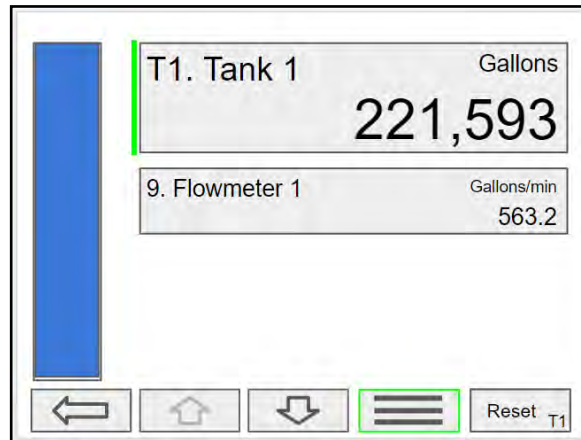 T1. Tank 1 Gallons
221,593
9. Flowmeter 1 Gallons/min
563.2
Reset T1